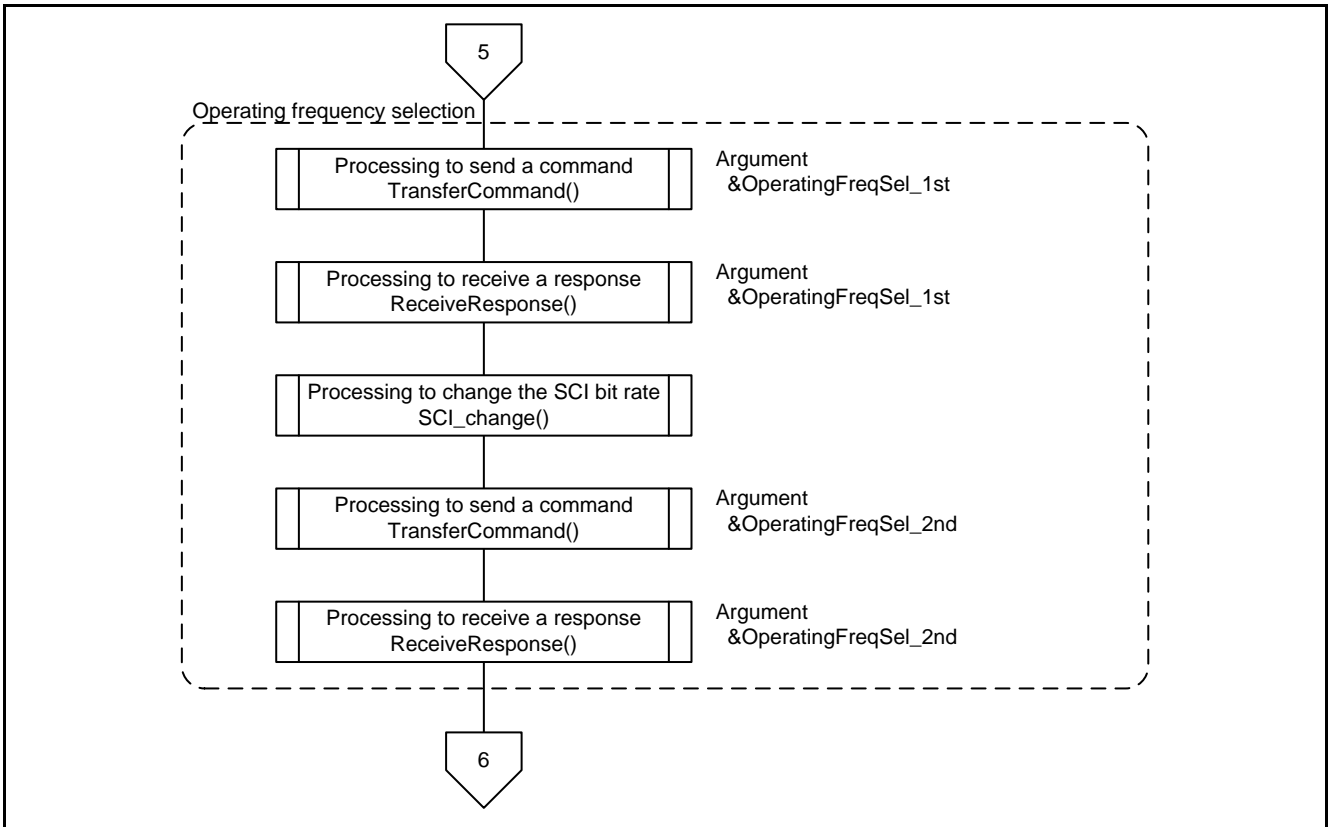 5
Operating frequency selection
Processing to send a command
TransferCommand()
Argument
&OperatingFreqSel_1st
Processing to receive a response
ReceiveResponse()
Argument
&OperatingFreqSel_1st
Processing to change the SCI bit rate
SCI_change()
Processing to send a command
TransferCommand()
Argument
&OperatingFreqSel_2nd
Processing to receive a response
ReceiveResponse()
Argument
&OperatingFreqSel_2nd
6